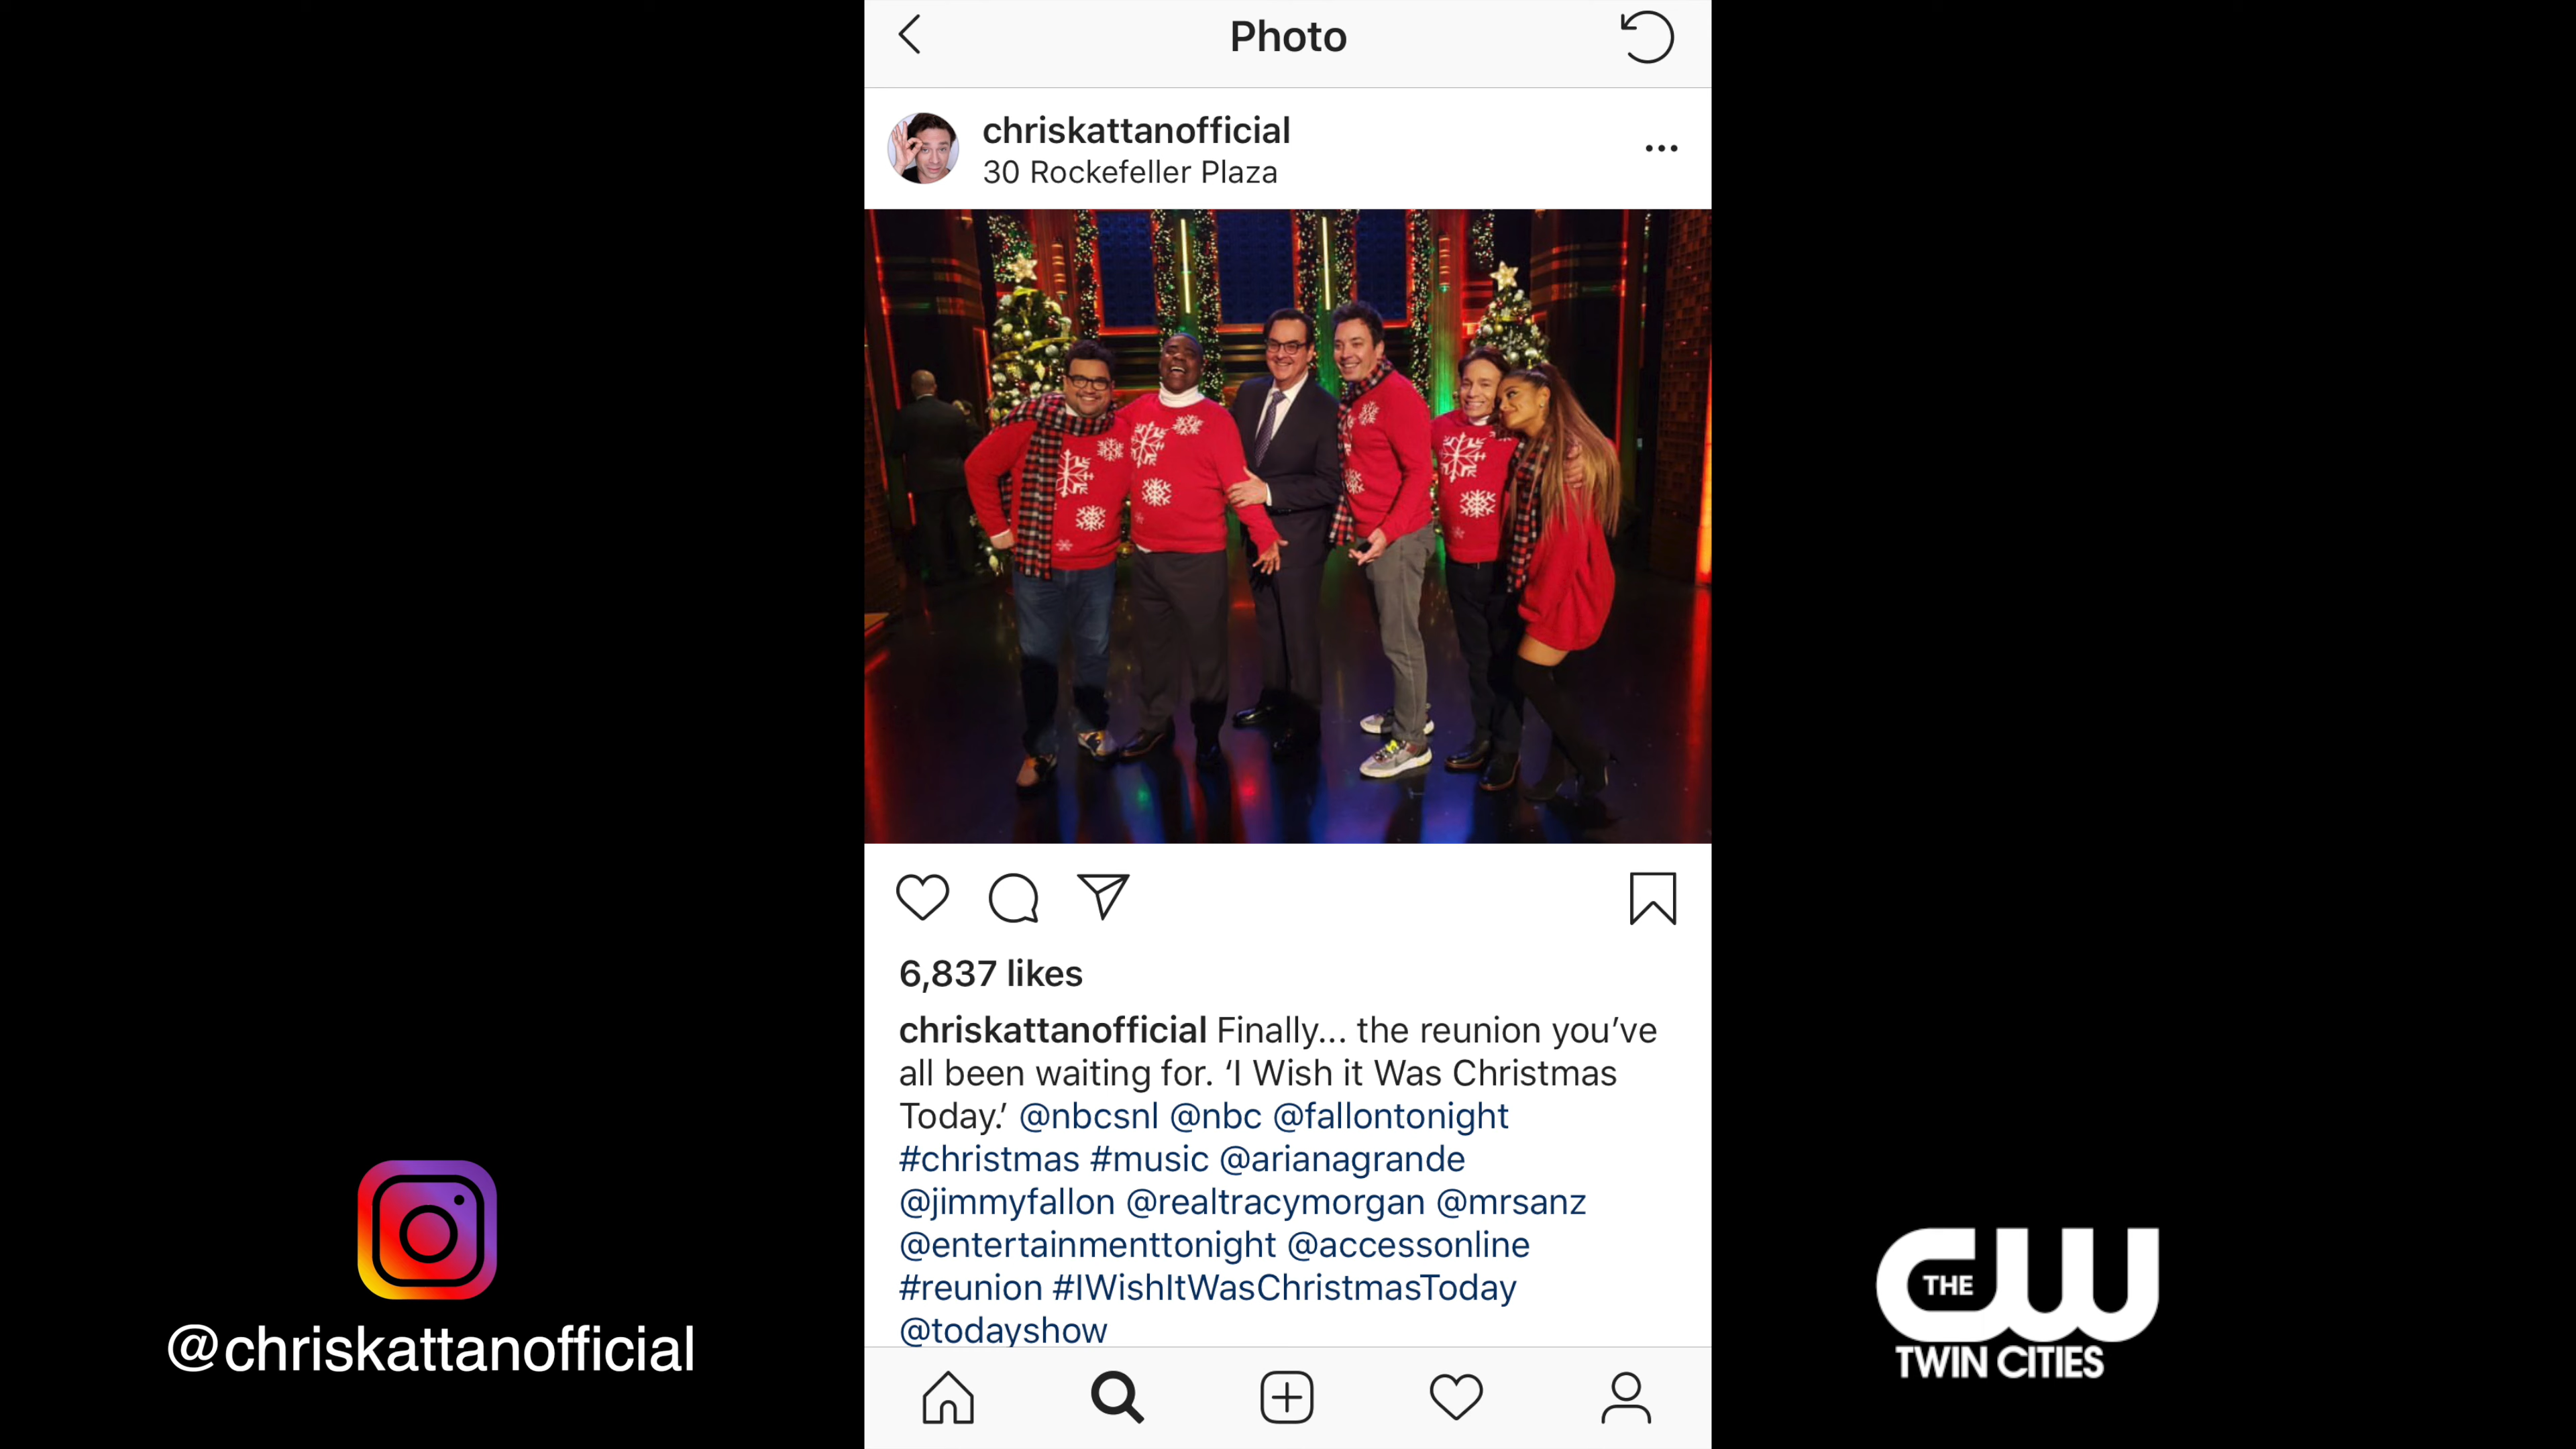 Photo
chriskattanofficial
30 Rockefeller Plaza
6,837 likes
chriskattanofficial Finally... the reunion you’ve
all been waiting for. ‘I Wish it Was Christmas
Today.’ @nbcsnl @nbc @fallontonight
#christmas #music @arianagrande
@jimmyfallon @realtracymorgan @mrsanz
@entertainmenttonight @accessonline
#reunion #IWishItWasChristmasToday
@todayshow
@chriskattanofficial
THE CW
TWIN CITIES